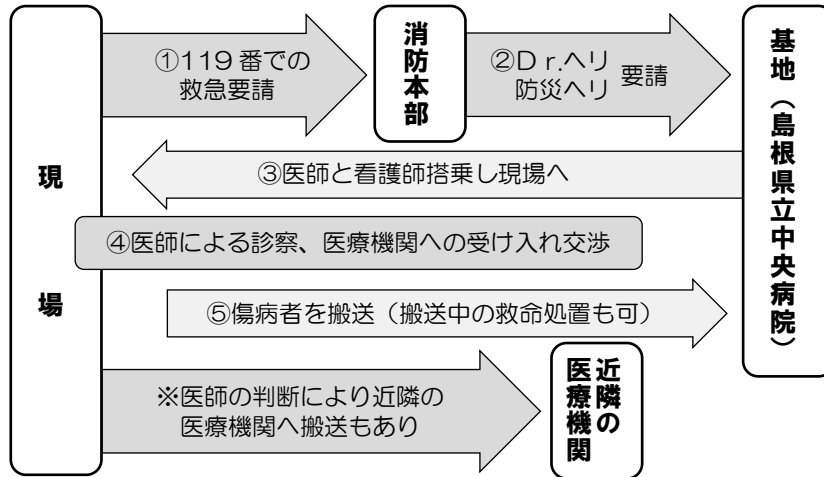 ①119番での
救急要請
消防本部
②Dr.ヘリ
防災ヘリ
要請
基地（島根県立中央病院）
現場
③医師と看護師搭乗し現場へ
④医師による診察、医療機関への受け入れ交渉
⑤傷病者を搬送（搬送中の救命処置も可）
※医師の判断により近隣の
医療機関へ搬送もあり
近隣の
医療機関